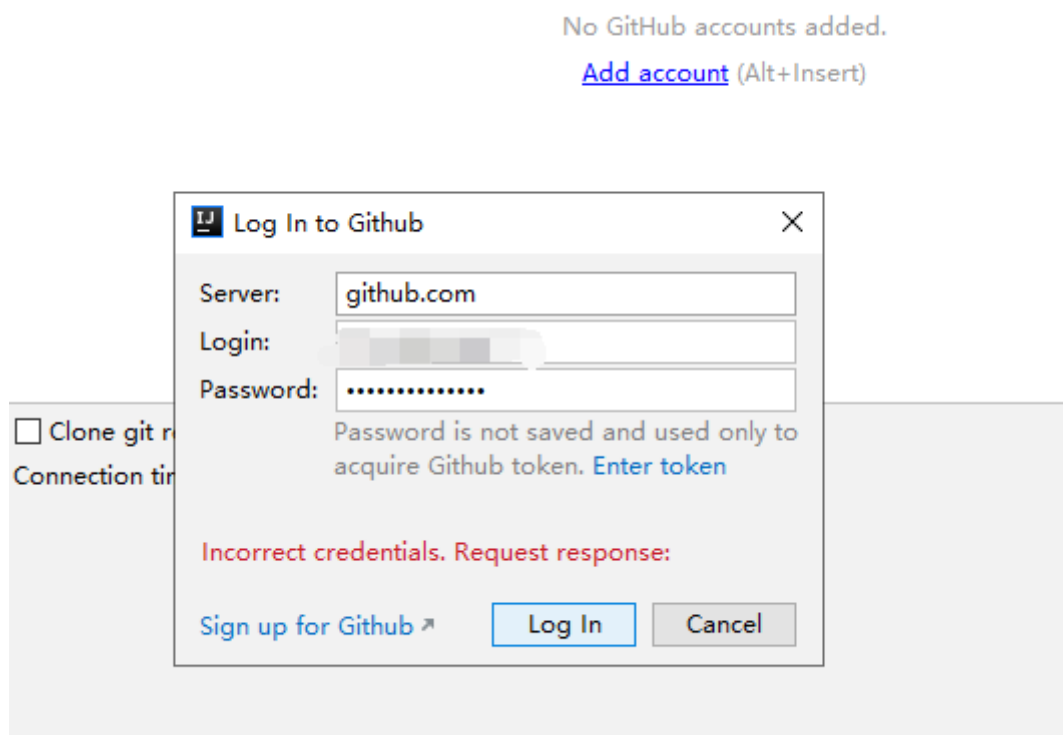 No GitHub accounts added.
Add account (Alt+Insert)
IJ Log In to Github
Server: github.com
Login:
Password: ••••••••••••••
Password is not saved and used only to
acquire Github token. Enter token
Clone git r
Connection tir
Incorrect credentials. Request response:
Sign up for Github
Log In
Cancel